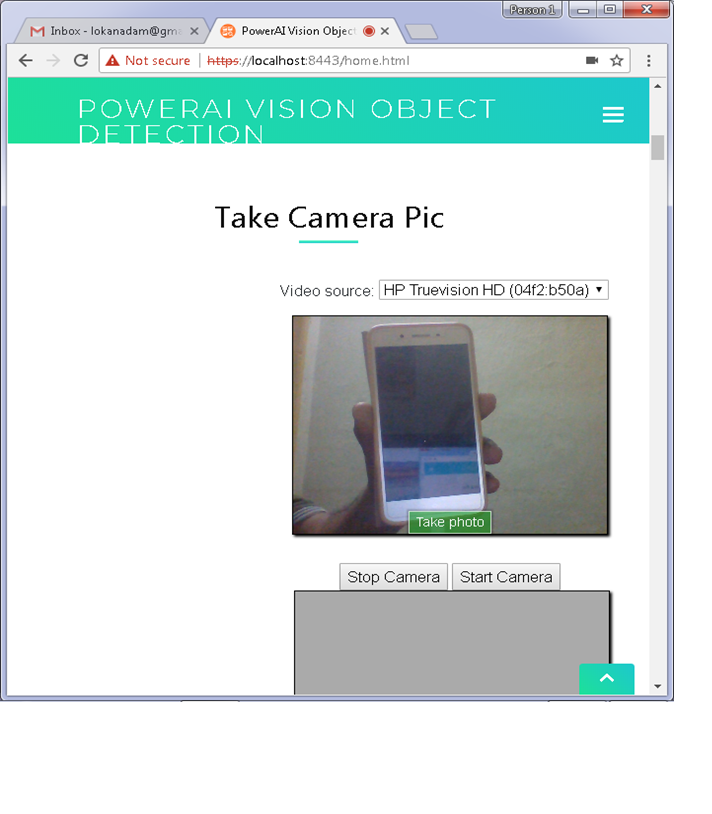 Person 1
Inbox - lokanadam@gma
PowerAI Vision Object
Not secure
https://localhost:8443/home.html
POWERAI VISION OBJECT
DETECTION
Take Camera Pic
Video source: HP Truevision HD (04f2:b50a)
Take photo
Stop Camera Start Camera